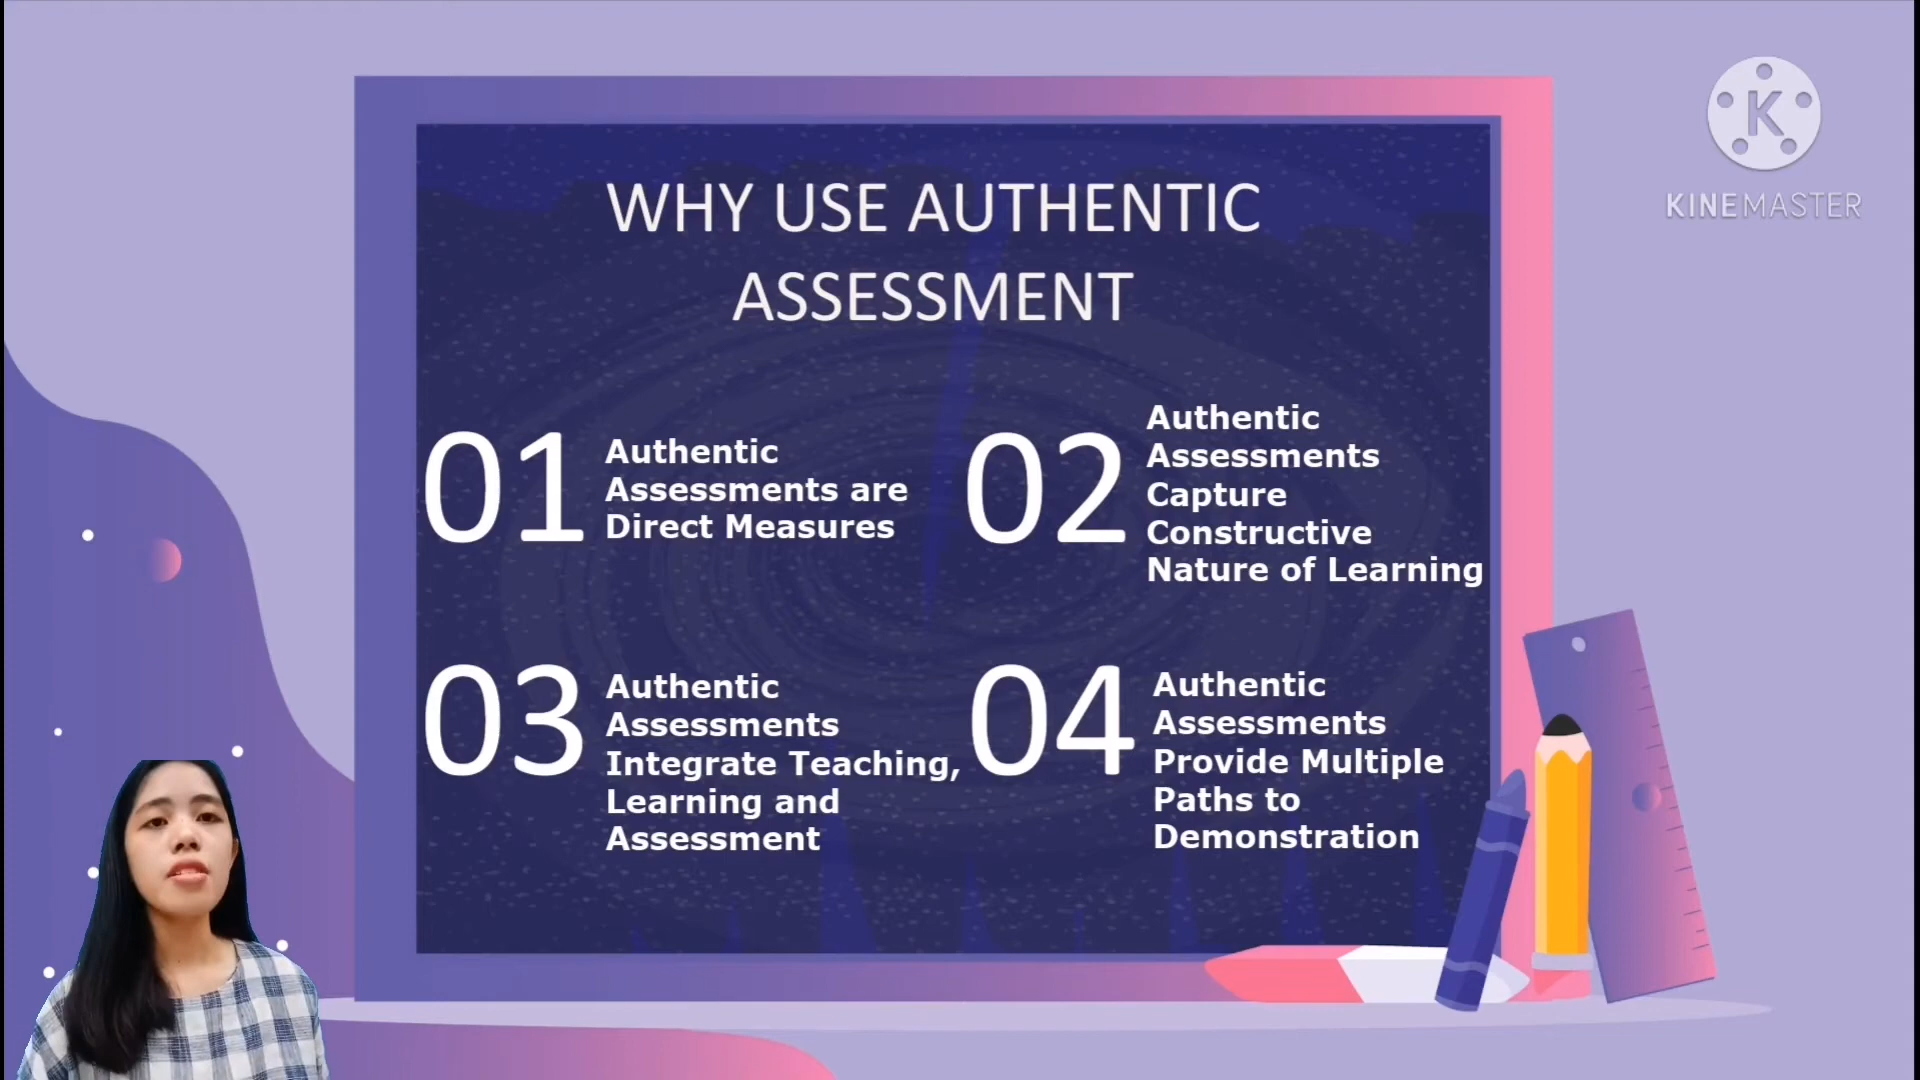 WHY USE AUTHENTIC
ASSESSMENT
01
Authentic
Assessments are
Direct Measures
02
Authentic
Assessments
Capture
Constructive
Nature of Learning
03
Authentic
Assessments
Integrate Teaching,
Learning and
Assessment
04
Authentic
Assessments
Provide Multiple
Paths to
Demonstration
K
KINEMASTER